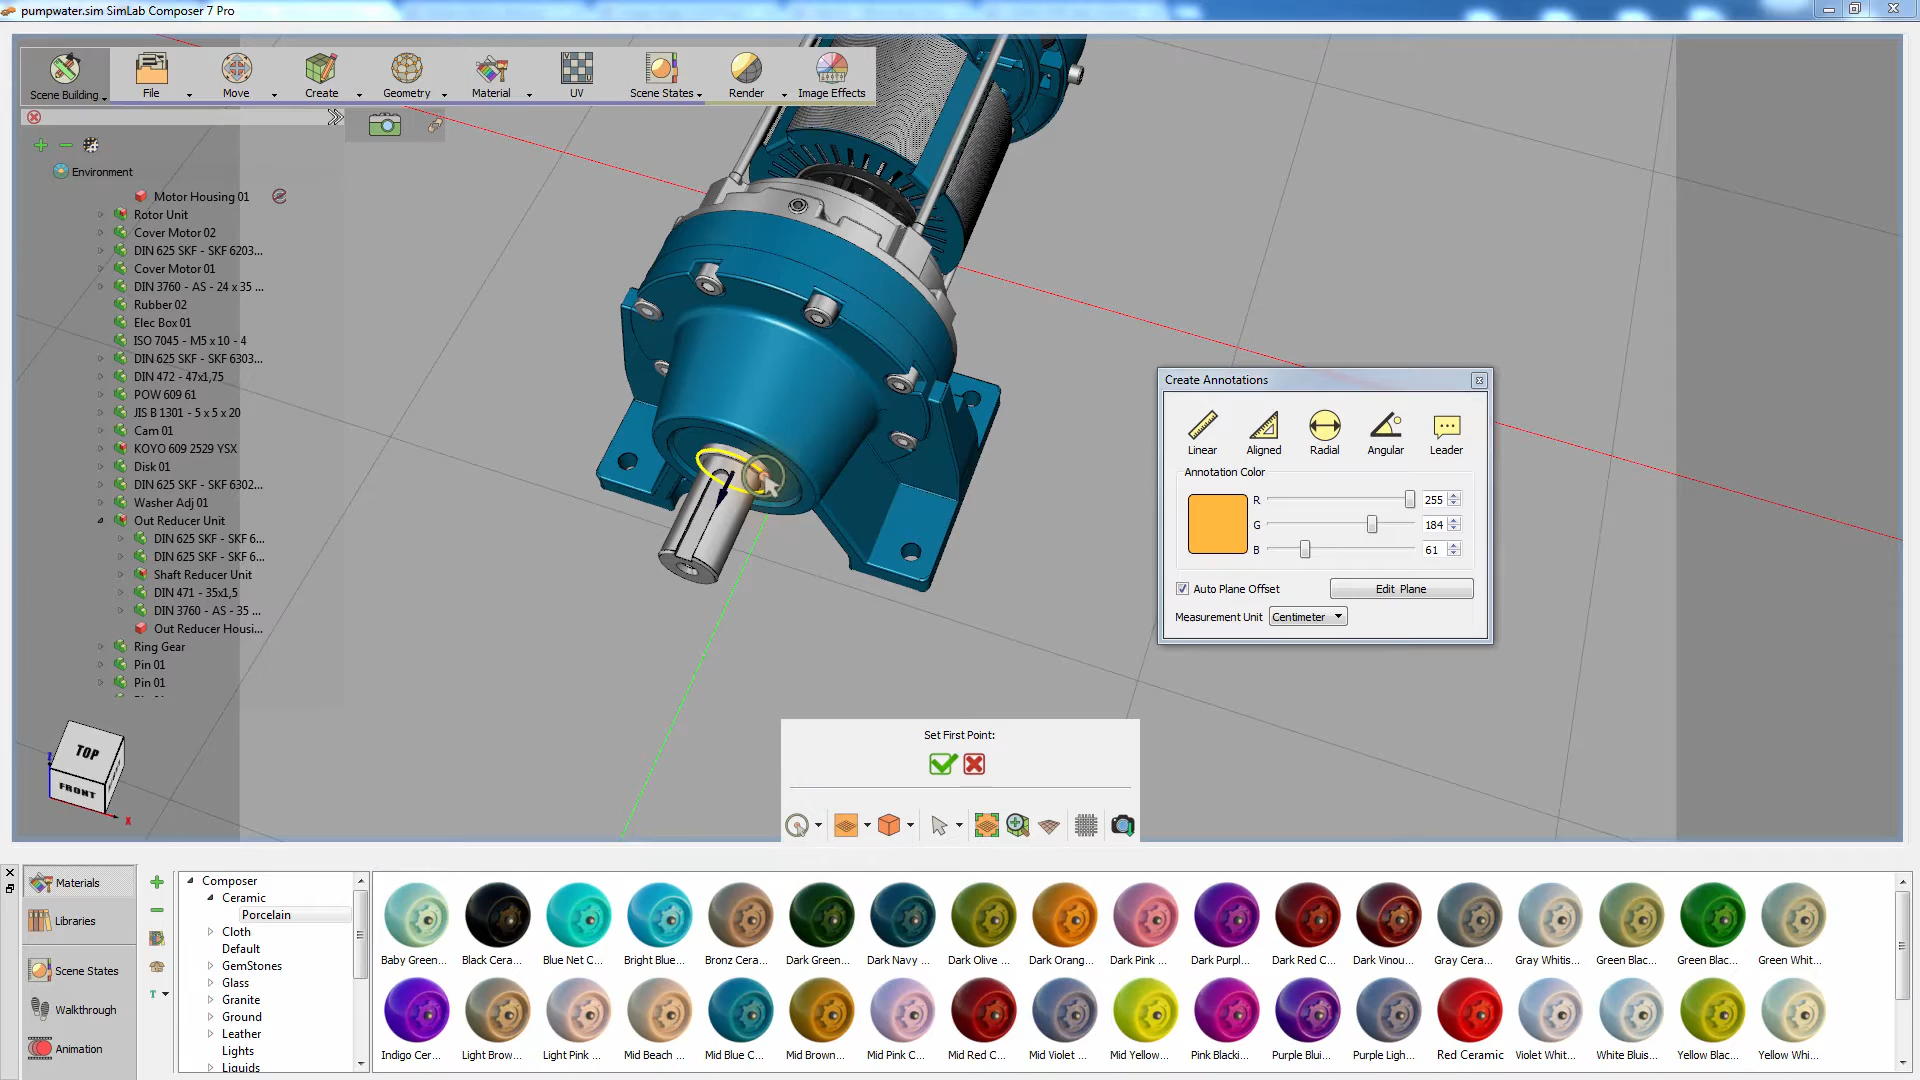 pumpwater.sim SimLab Composer 7 Pro
Scene Building
File
Move
Create
Geometry
Material
UV
Scene States
Render
Image Effects
Environment
Motor Housing 01
Rotor Unit
Cover Motor 02
DIN 625 SKF - SKF 6203...
Cover Motor 01
DIN 3760 - AS - 24 x 35 ...
Rubber 02
Elec Box 01
ISO 7045 - M5 x 10 - 4
DIN 625 SKF - SKF 6303...
DIN 472 - 47x1,75
POW 609 61
JIS B 1301 - 5 x 5 x 20
Cam 01
KOYO 609 2529 YSX
Disk 01
DIN 625 SKF - SKF 6302...
Washer Adj 01
Out Reducer Unit
DIN 625 SKF - SKF 6...
DIN 625 SKF - SKF 6...
Shaft Reducer Unit
DIN 471 - 35x1,5
DIN 3760 - AS - 35 ...
Out Reducer Housi...
Ring Gear
Pin 01
Pin 01
TOP
FRONT
X
Create Annotations
Linear
Aligned
Radial
Angular
Leader
Annotation Color
R 255
G 184
B 61
Auto Plane Offset
Edit Plane
Measurement Unit
Centimeter
Set First Point:
Materials
Libraries
Scene States
Walkthrough
Animation
T
Composer
Ceramic
Porcelain
Cloth
Default
GemStones
Glass
Granite
Ground
Leather
Lights
Liquids
Baby Green...
Black Cera...
Blue Net C...
Bright Blue...
Bronz Cera...
Dark Green...
Dark Navy ...
Dark Olive ...
Dark Orang...
Dark Pink ...
Dark Purpl...
Dark Red C...
Dark Vinou...
Gray Cera...
Gray Whitis...
Green Blac...
Green Blac...
Green Whit...
Indigo Cer...
Light Brow...
Light Pink ...
Mid Beach ...
Mid Blue C...
Mid Brown...
Mid Pink C...
Mid Red C...
Mid Violet ...
Mid Yellow...
Pink Blacki...
Purple Blui...
Purple Ligh...
Red Ceramic
Violet Whit...
White Bluis...
Yellow Blac...
Yellow Whi...